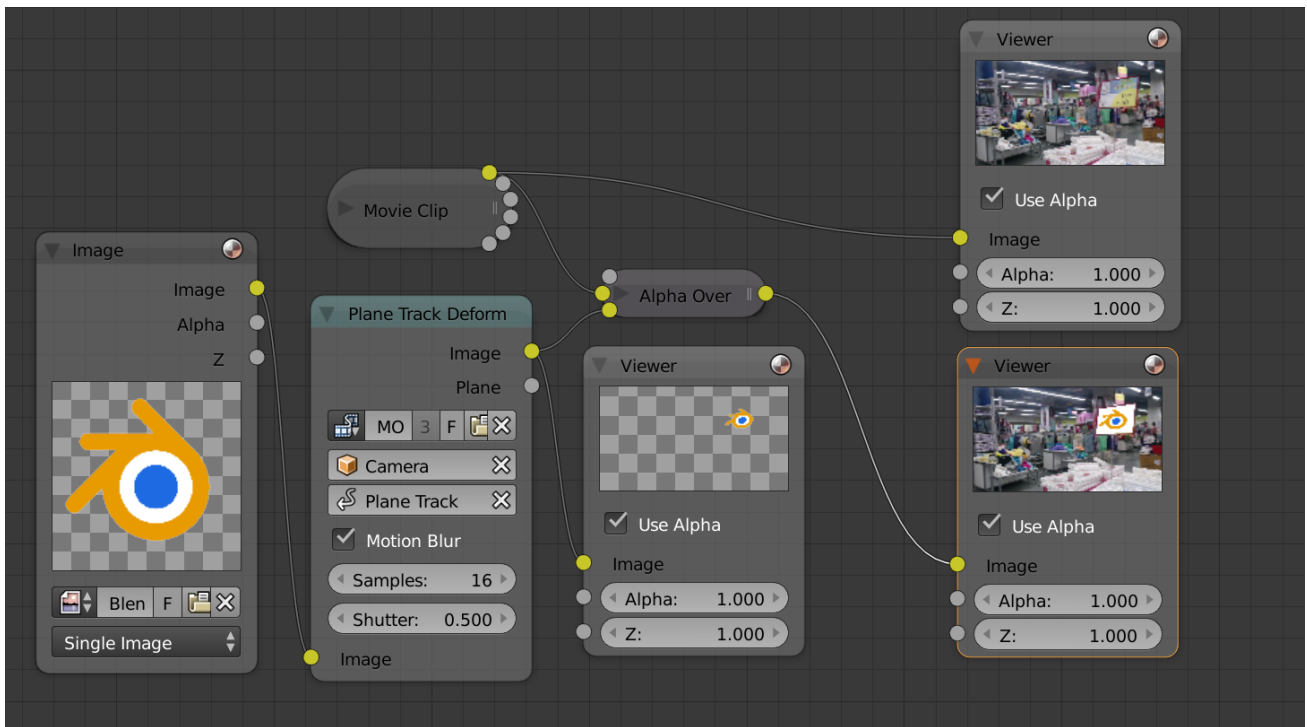 Image
Image
Alpha
Z
Blen F
Single Image
Movie Clip
Plane Track Deform
Image
Plane
MO 3 F
Camera
Plane Track
Motion Blur
Samples: 16
Shutter: 0.500
Image
Alpha Over
Viewer
Use Alpha
Image
Alpha: 1.000
Z: 1.000
Viewer
Use Alpha
Image
Alpha: 1.000
Z: 1.000
Viewer
Use Alpha
Image
Alpha: 1.000
Z: 1.000